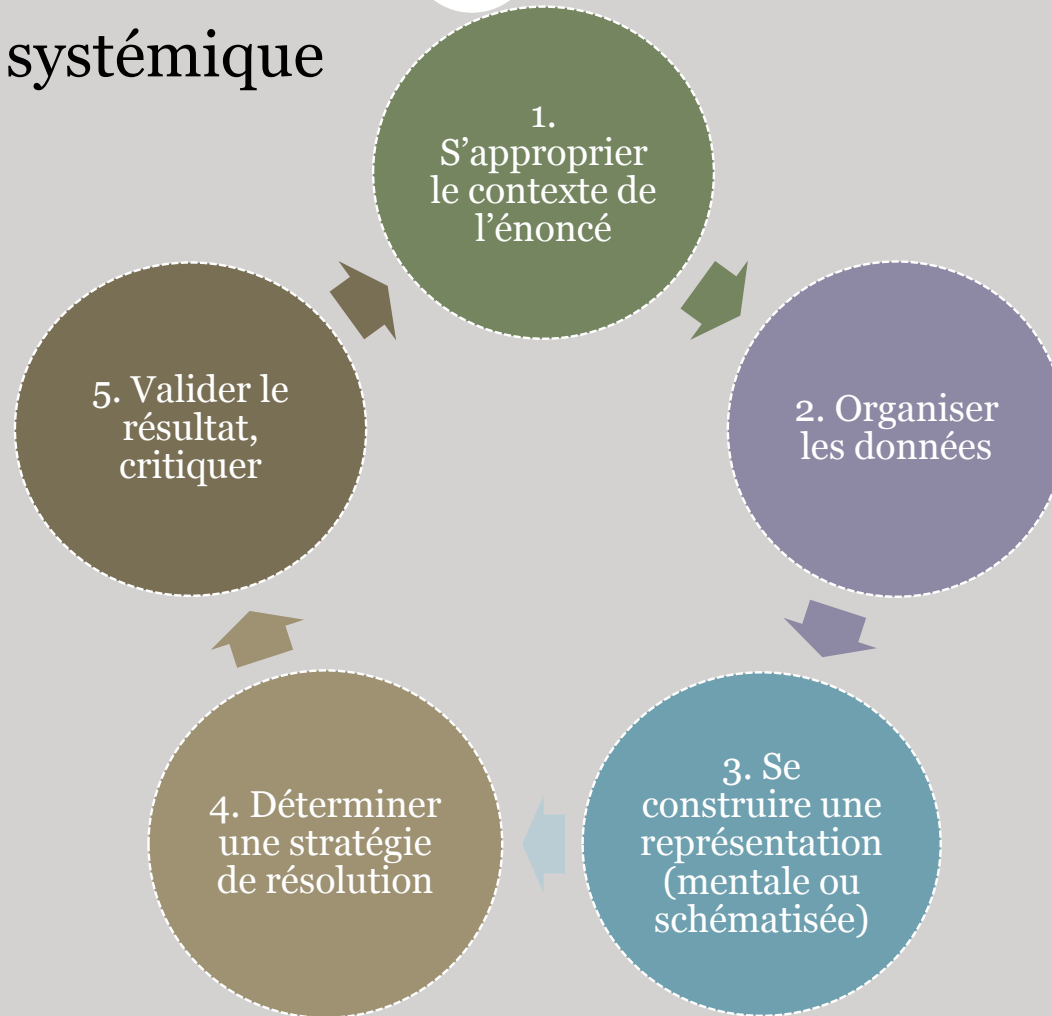 systémique
1.
S’approprier
le contexte de
l’énoncé
2. Organiser
les données
3. Se
construire une
représentation
(mentale ou
schématisée)
4. Déterminer
une stratégie
de résolution
5. Valider le
résultat,
critiquer